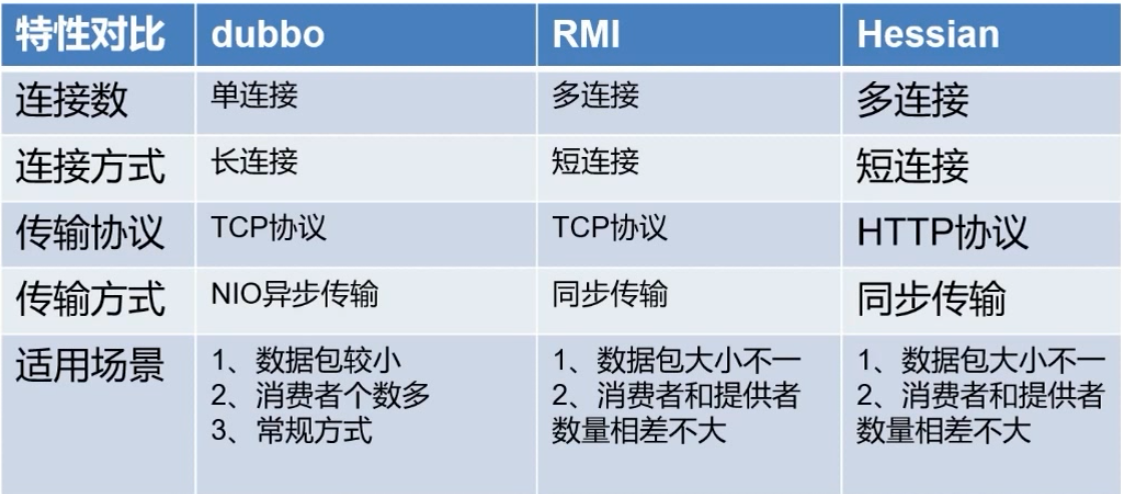 特性对比 dubbo RMI Hessian
连接数 单连接 多连接 多连接
连接方式 长连接 短连接 短连接
传输协议 TCP协议 TCP协议 HTTP协议
传输方式 NIO异步传输 同步传输 同步传输
适用场景 1、数据包较小 1、数据包大小不一 1、数据包大小不一
2、消费者个数多 2、消费者和提供者 2、消费者和提供者
3、常规方式 数量相差不大 数量相差不大